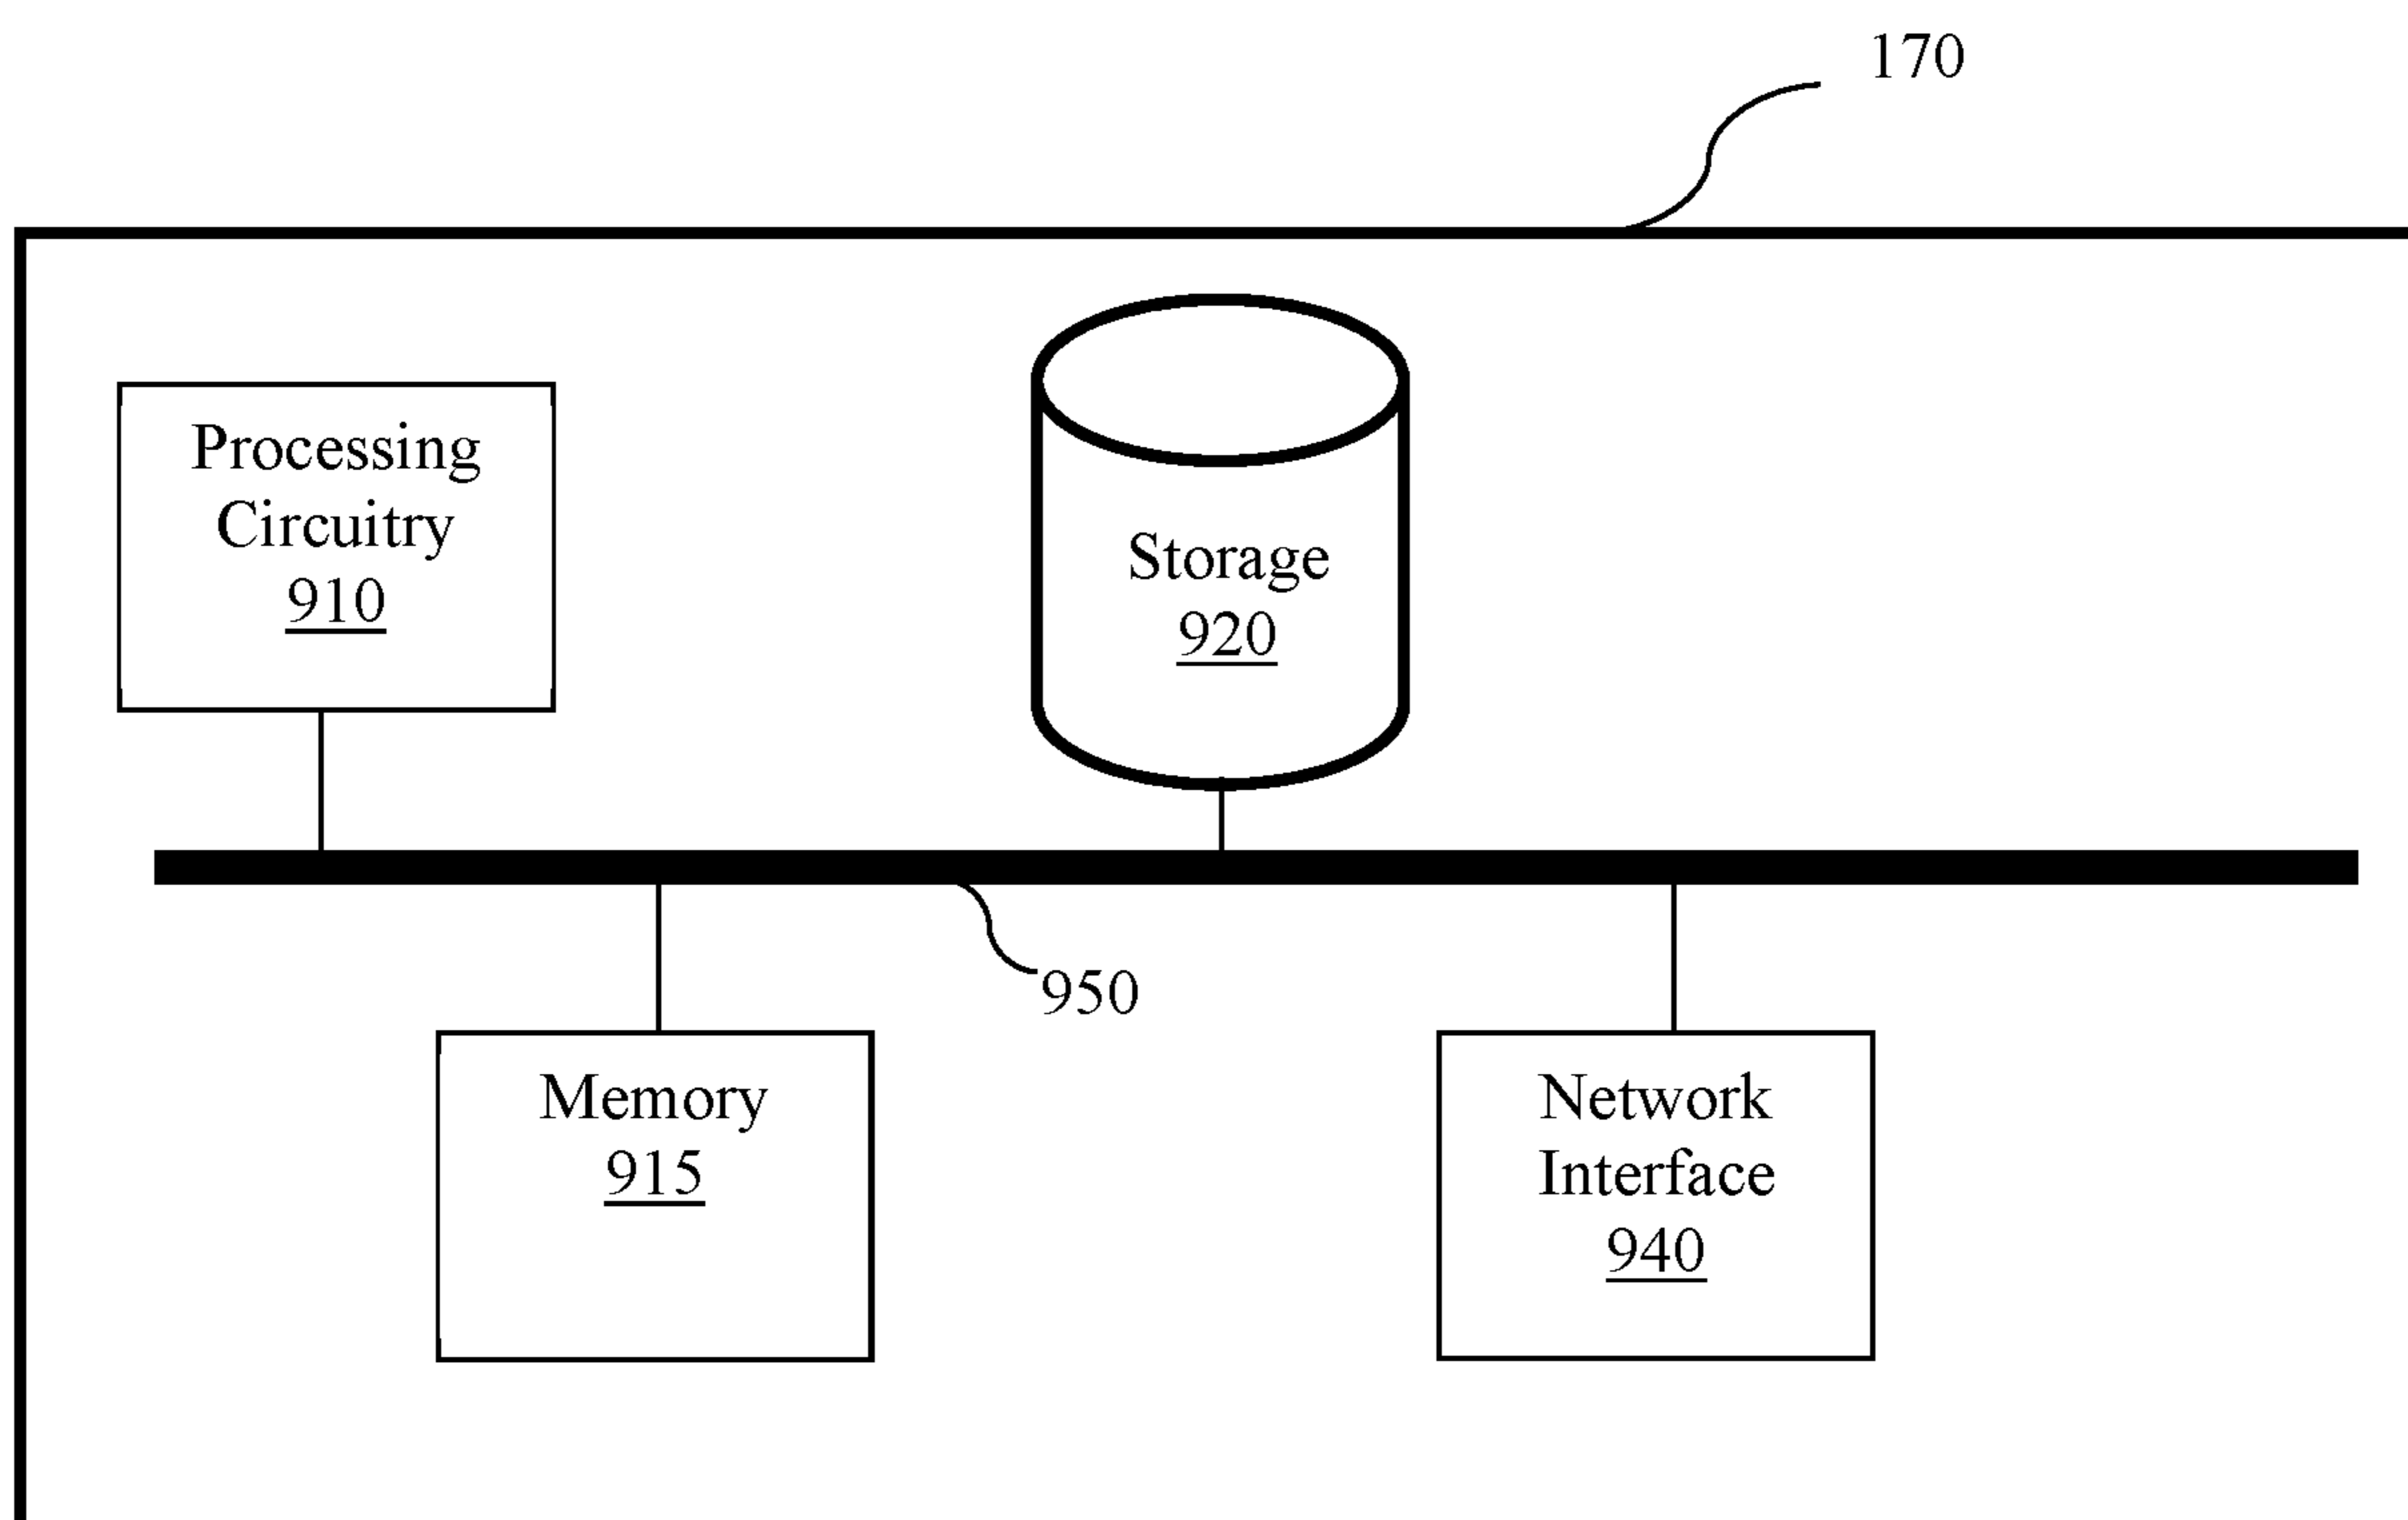 170
Processing
Circuitry
910
Storage
920
950
Memory
915
Network
Interface
940